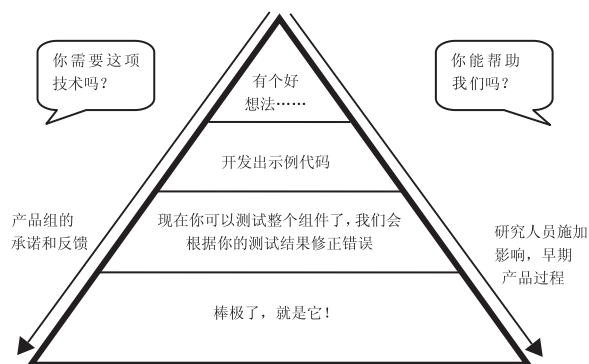 你需要这项
技术吗？
你能帮助
我们吗？
有个好
想法……
开发出示例代码
产品组的
承诺和反馈
现在你可以测试整个组件了，我们会
根据你的测试结果修正错误
研究人员施加
影响，早期
产品过程
棒极了，就是它！